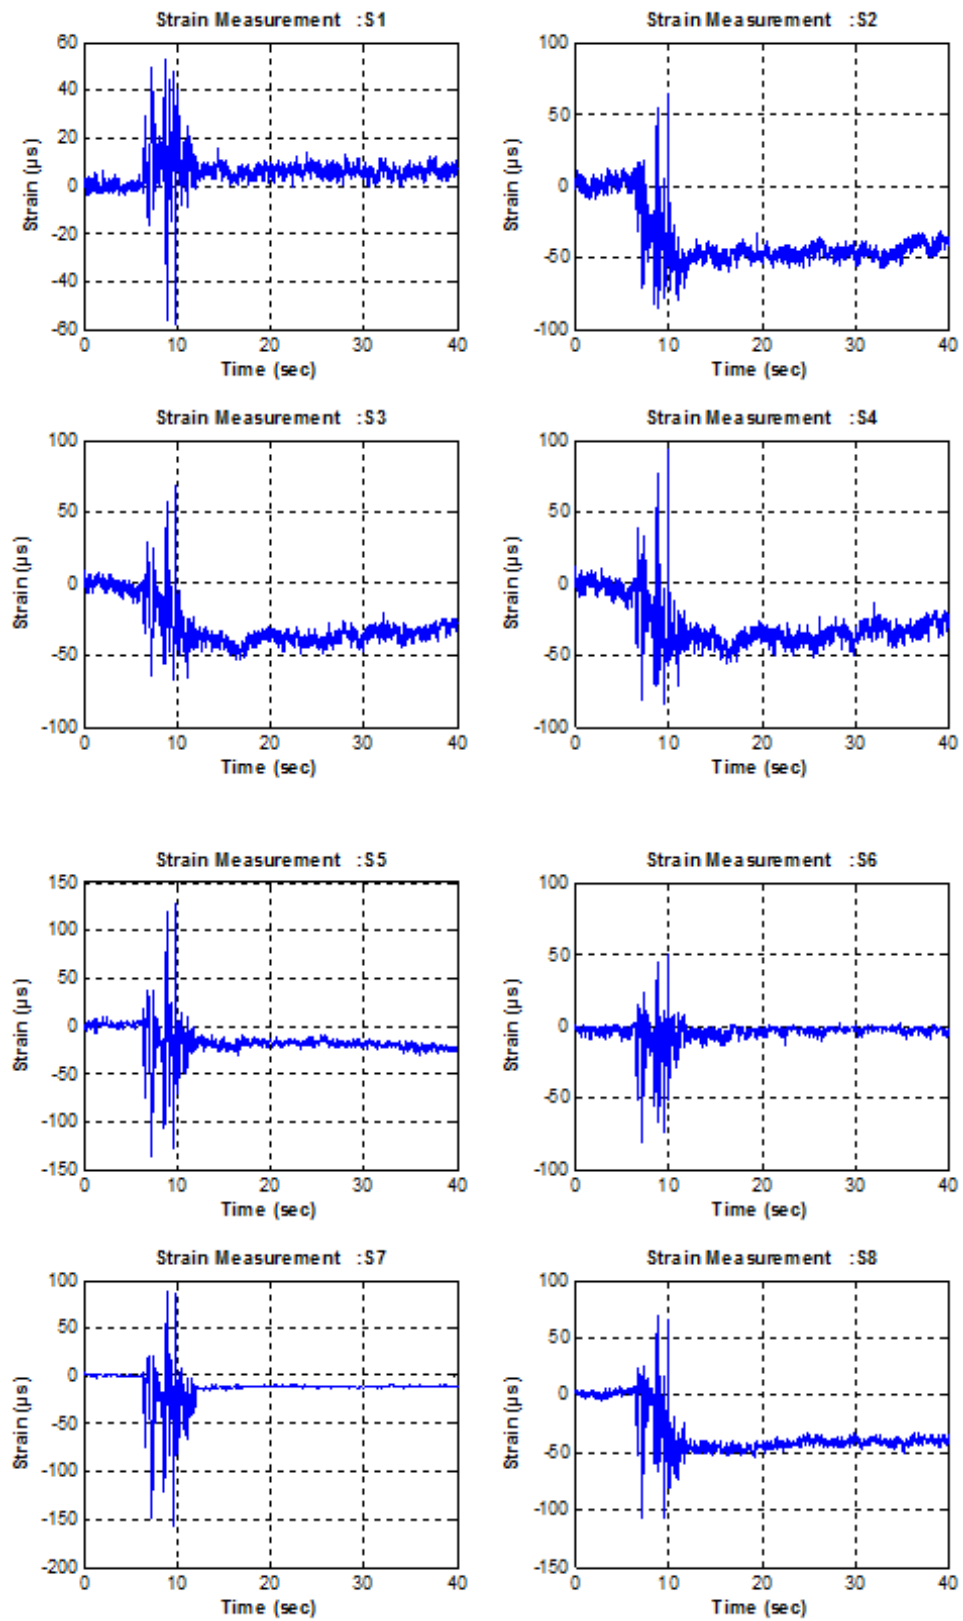 Strain Measurement :S1
60
40
20
0
-20
-40
-60
Strain (µs)
0 10 20 30 40
Time (sec)
Strain Measurement :S2
100
50
0
-50
-100
Strain (µs)
0 10 20 30 40
Time (sec)
Strain Measurement :S3
100
50
0
-50
-100
Strain (µs)
0 10 20 30 40
Time (sec)
Strain Measurement :S4
100
50
0
-50
-100
Strain (µs)
0 10 20 30 40
Time (sec)
Strain Measurement :S5
150
100
50
0
-50
-100
-150
Strain (µs)
0 10 20 30 40
Time (sec)
Strain Measurement :S6
100
50
0
-50
-100
Strain (µs)
0 10 20 30 40
Time (sec)
Strain Measurement :S7
100
50
0
-50
-100
-150
-200
Strain (µs)
0 10 20 30 40
Time (sec)
Strain Measurement :S8
100
50
0
-50
-100
-150
Strain (µs)
0 10 20 30 40
Time (sec)